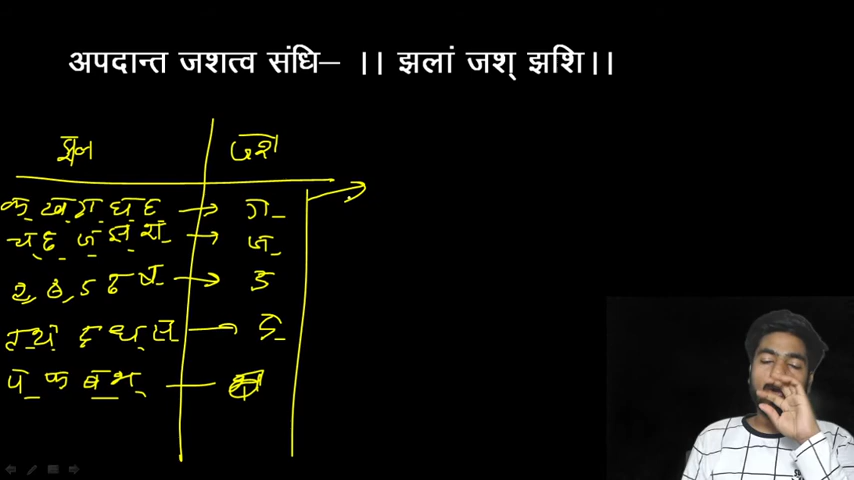 अपदान्त जशत्व संधि– ।। झलां जश् झशि।।
झल जश
क् ख् ग् घ् ह् → ग्
च् छ् ज् झ् श् → ज्
ट्, ठ्, ड ढ ष् → ड
त् थ् द ध् स् → द्
प् फ ब् भ्